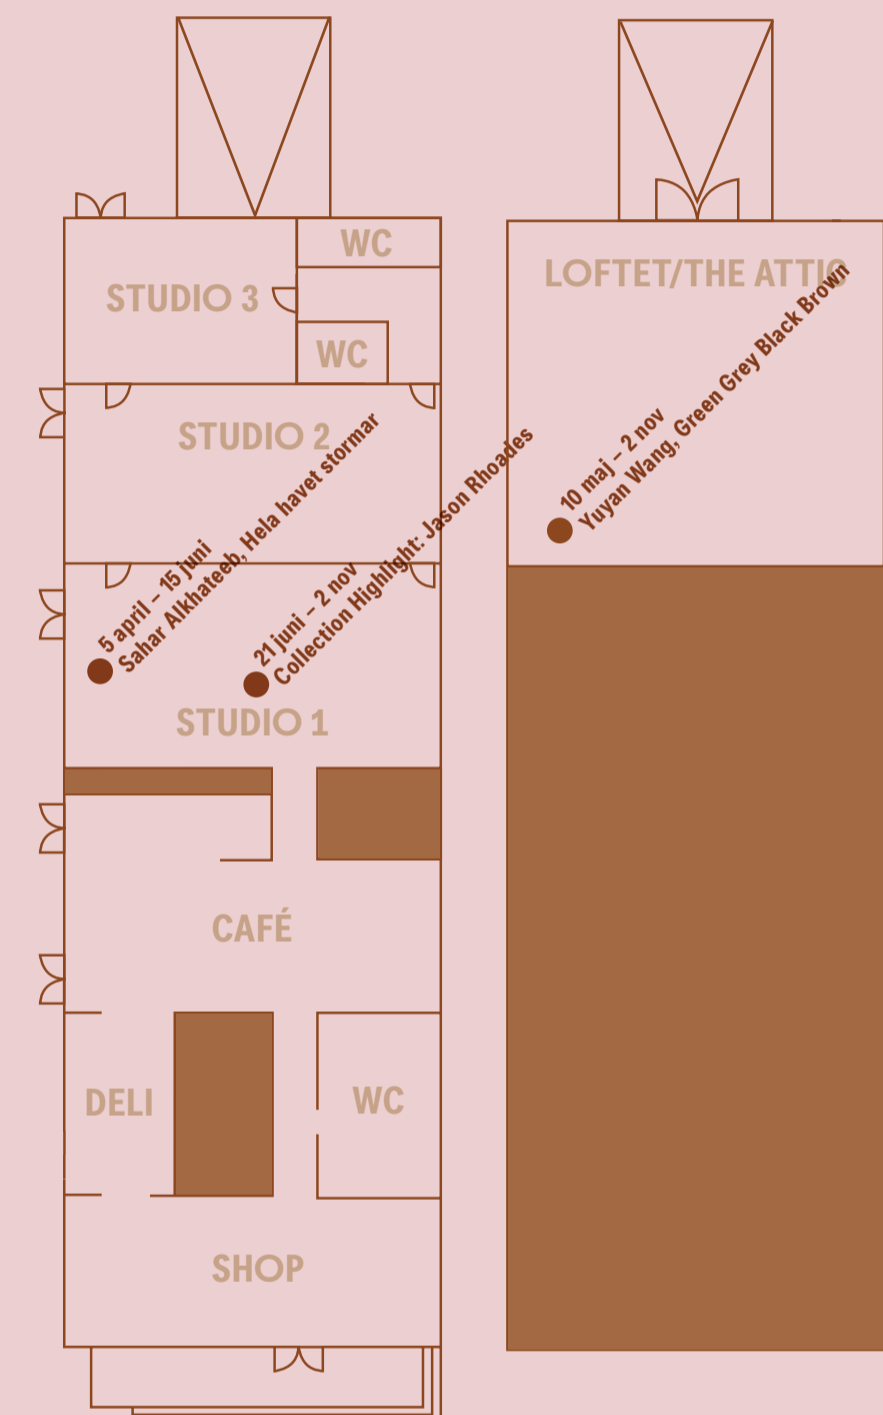 WC
STUDIO 3
WC
STUDIO 2
5 april – 15 juni
Sahar Alkhateeb, Hela havet stormar
21 juni – 2 nov
Collection Highlight: Jason Rhoades
STUDIO 1
CAFÉ
DELI
WC
SHOP
LOFTET/THE ATTIC
10 maj – 2 nov
Yuyan Wang, Green Grey Black Brown